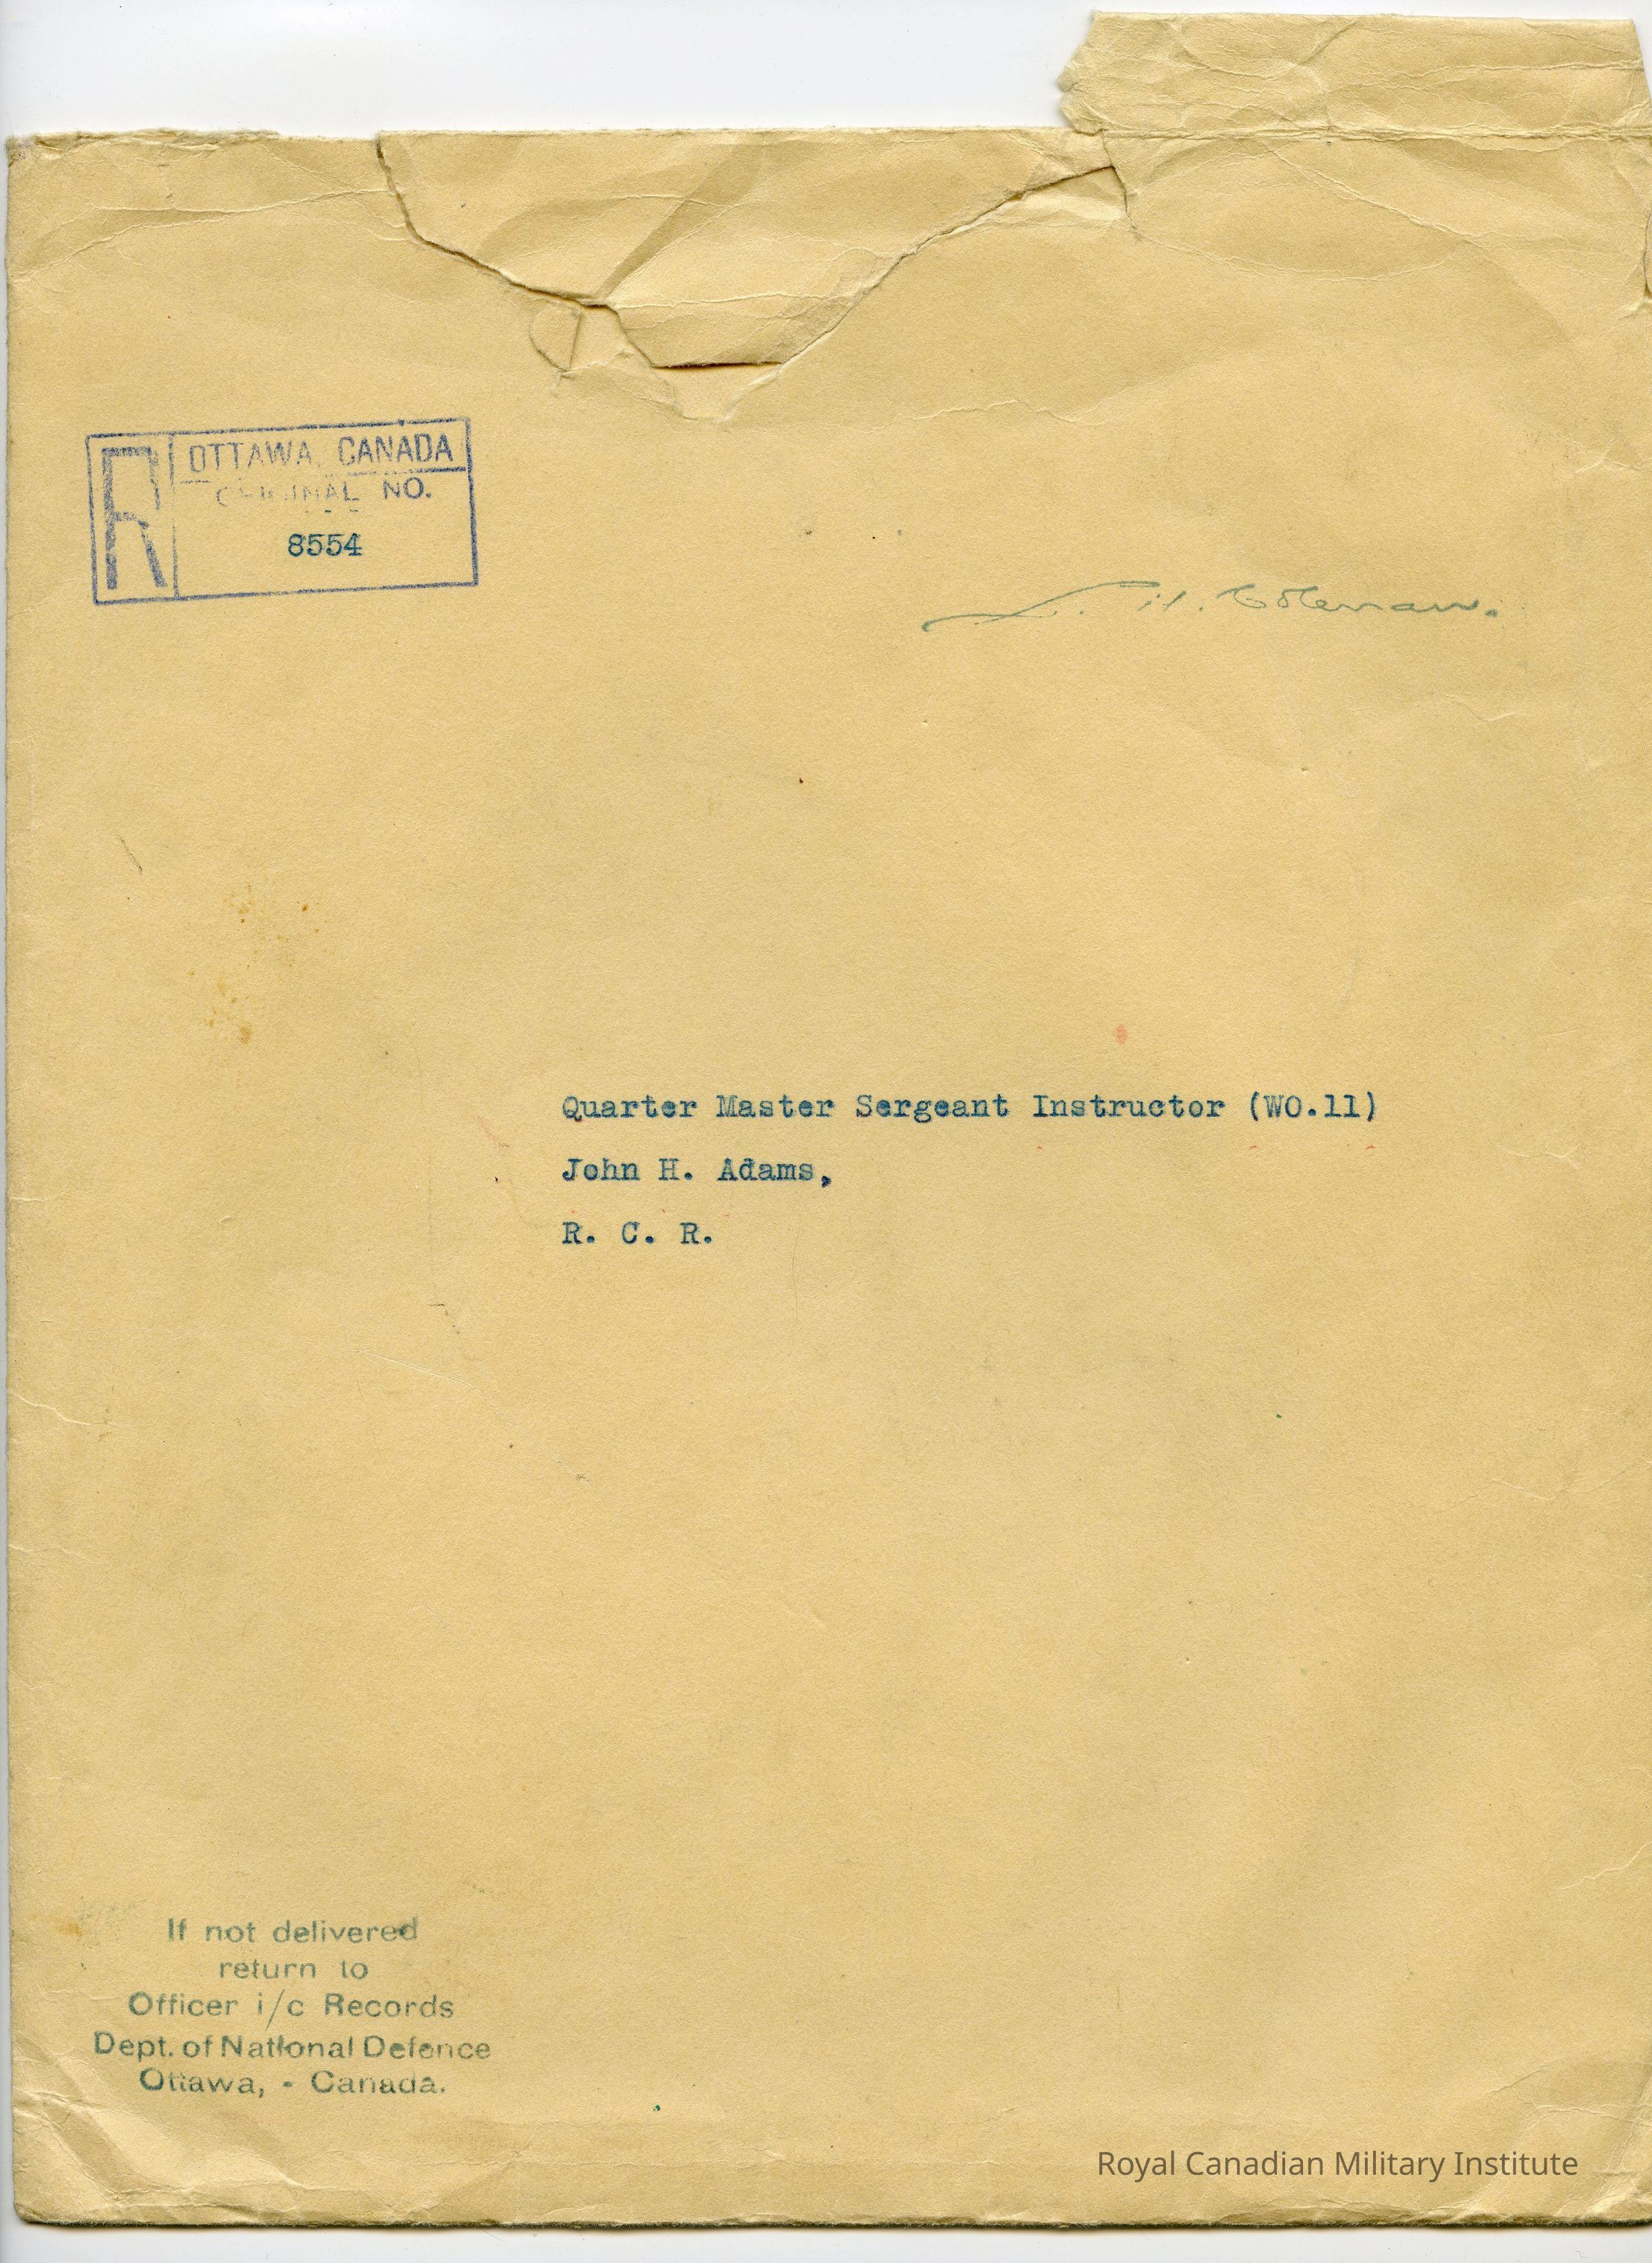 R
OTTAWA, CANADA
ORIGINAL NO.
8554
Quarter Master Sergeant Instructor (WO.11)
John H. Adams,
R. C. R.
If not delivered
return to
Officer i/c Records
Dept. of National Defence
Ottawa, - Canada.
Royal Canadian Military Institute